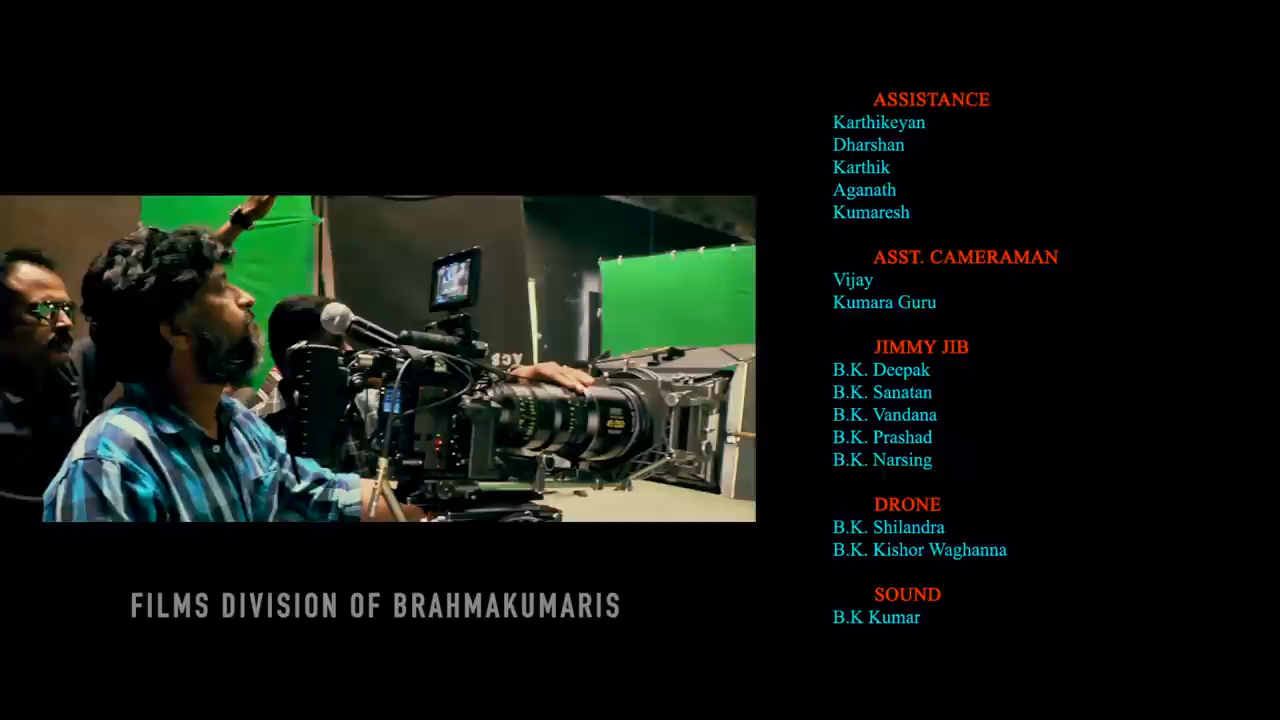 ASSISTANCE
Karthikeyan
Dharshan
Karthik
Aganath
Kumaresh
ASST. CAMERAMAN
Vijay
Kumara Guru
JIMMY JIB
B.K. Deepak
B.K. Sanatan
B.K. Vandana
B.K. Prashad
B.K. Narsing
DRONE
B.K. Shilandra
B.K. Kishor Waghanna
SOUND
B.K Kumar
FILMS DIVISION OF BRAHMAKUMARIS